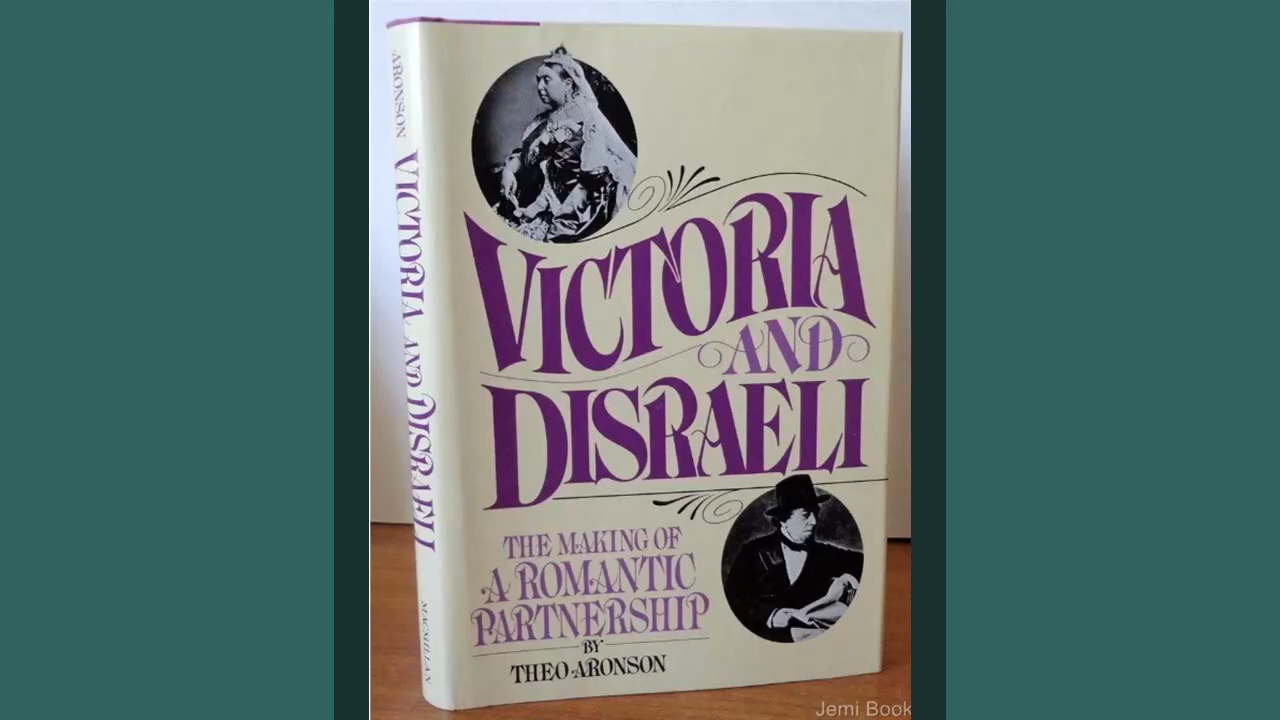 ARONSON VICTORIA AND DISRAELI MACMILLAN
VICTORIA
AND
DISRAELI
THE MAKING OF
A ROMANTIC
PARTNERSHIP
BY
THEO ARONSON
Jemi Book